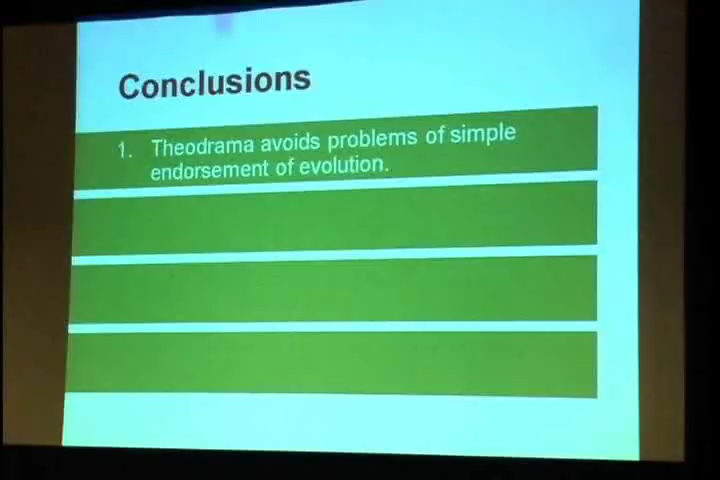 Conclusions
1. Theodrama avoids problems of simple
endorsement of evolution.